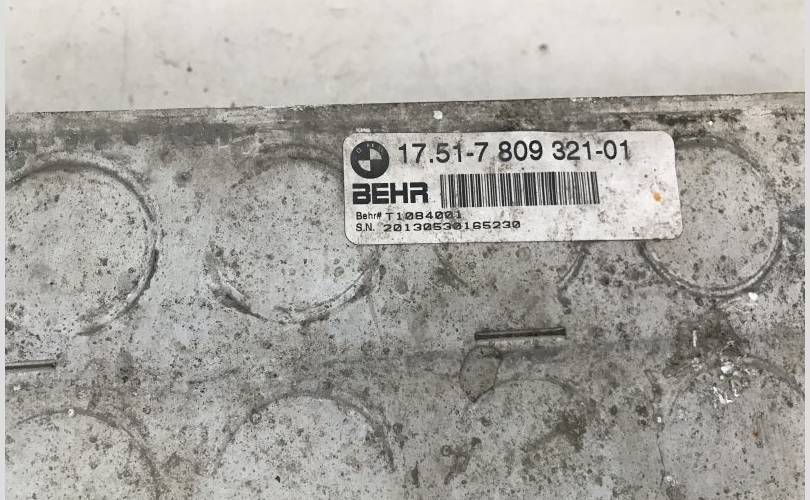 17.51-7 809 321-01
BEHR
Behr# T1084001
S.N. 20130530165230